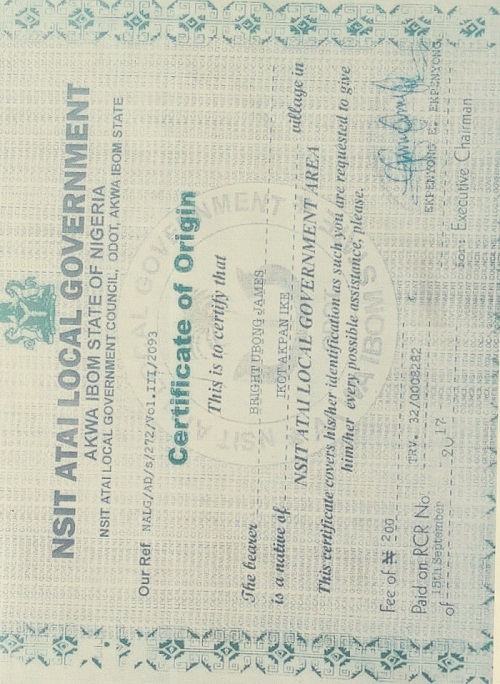 NSIT ATAI LOCAL GOVERNMENT
AKWA IBOM STATE OF NIGERIA
NSIT ATAI LOCAL GOVERNMENT COUNCIL, ODOT, AKWA IBOM STATE
Our Ref NALG/AD/S/272/Vol.III/2093
Certificate of Origin
This is to certify that
The bearer BRIGHT UBONG JAMES
is a native of IKOT AKPAN IKE village in
NSIT ATAI LOCAL GOVERNMENT AREA
This certificate covers his/her identification as such you are requested to give
him/her every possible assistance, please.
Fee of ₦ 200
Paid on RCR No TRV. 32/0008282
18th September
of 2017
EKPENYONG E. EKPENYONG
for: Executive Chairman